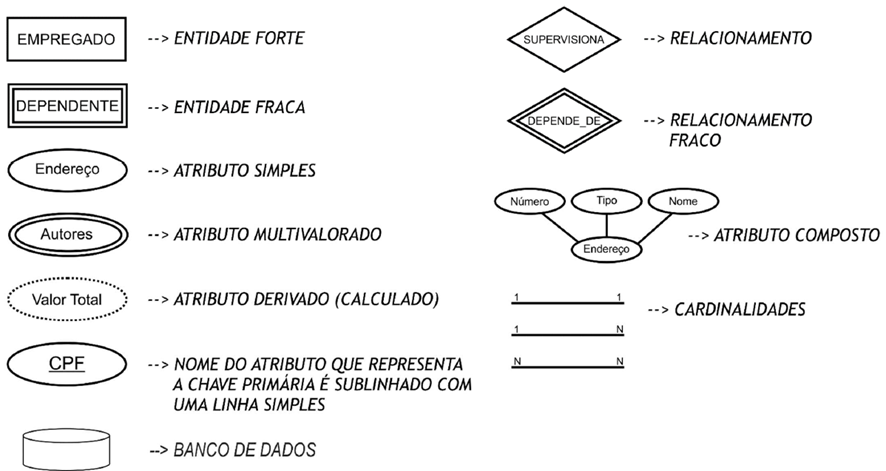 EMPREGADO
--> ENTIDADE FORTE
DEPENDENTE
--> ENTIDADE FRACA
Endereço
--> ATRIBUTO SIMPLES
Autores
--> ATRIBUTO MULTIVALORADO
Valor Total
--> ATRIBUTO DERIVADO (CALCULADO)
CPF
--> NOME DO ATRIBUTO QUE REPRESENTA
A CHAVE PRIMÁRIA É SUBLINHADO COM
UMA LINHA SIMPLES
--> BANCO DE DADOS
SUPERVISIONA
--> RELACIONAMENTO
DEPENDE_DE
--> RELACIONAMENTO
FRACO
Número Tipo Nome
Endereço
--> ATRIBUTO COMPOSTO
1 1
--> CARDINALIDADES
1 N
N N